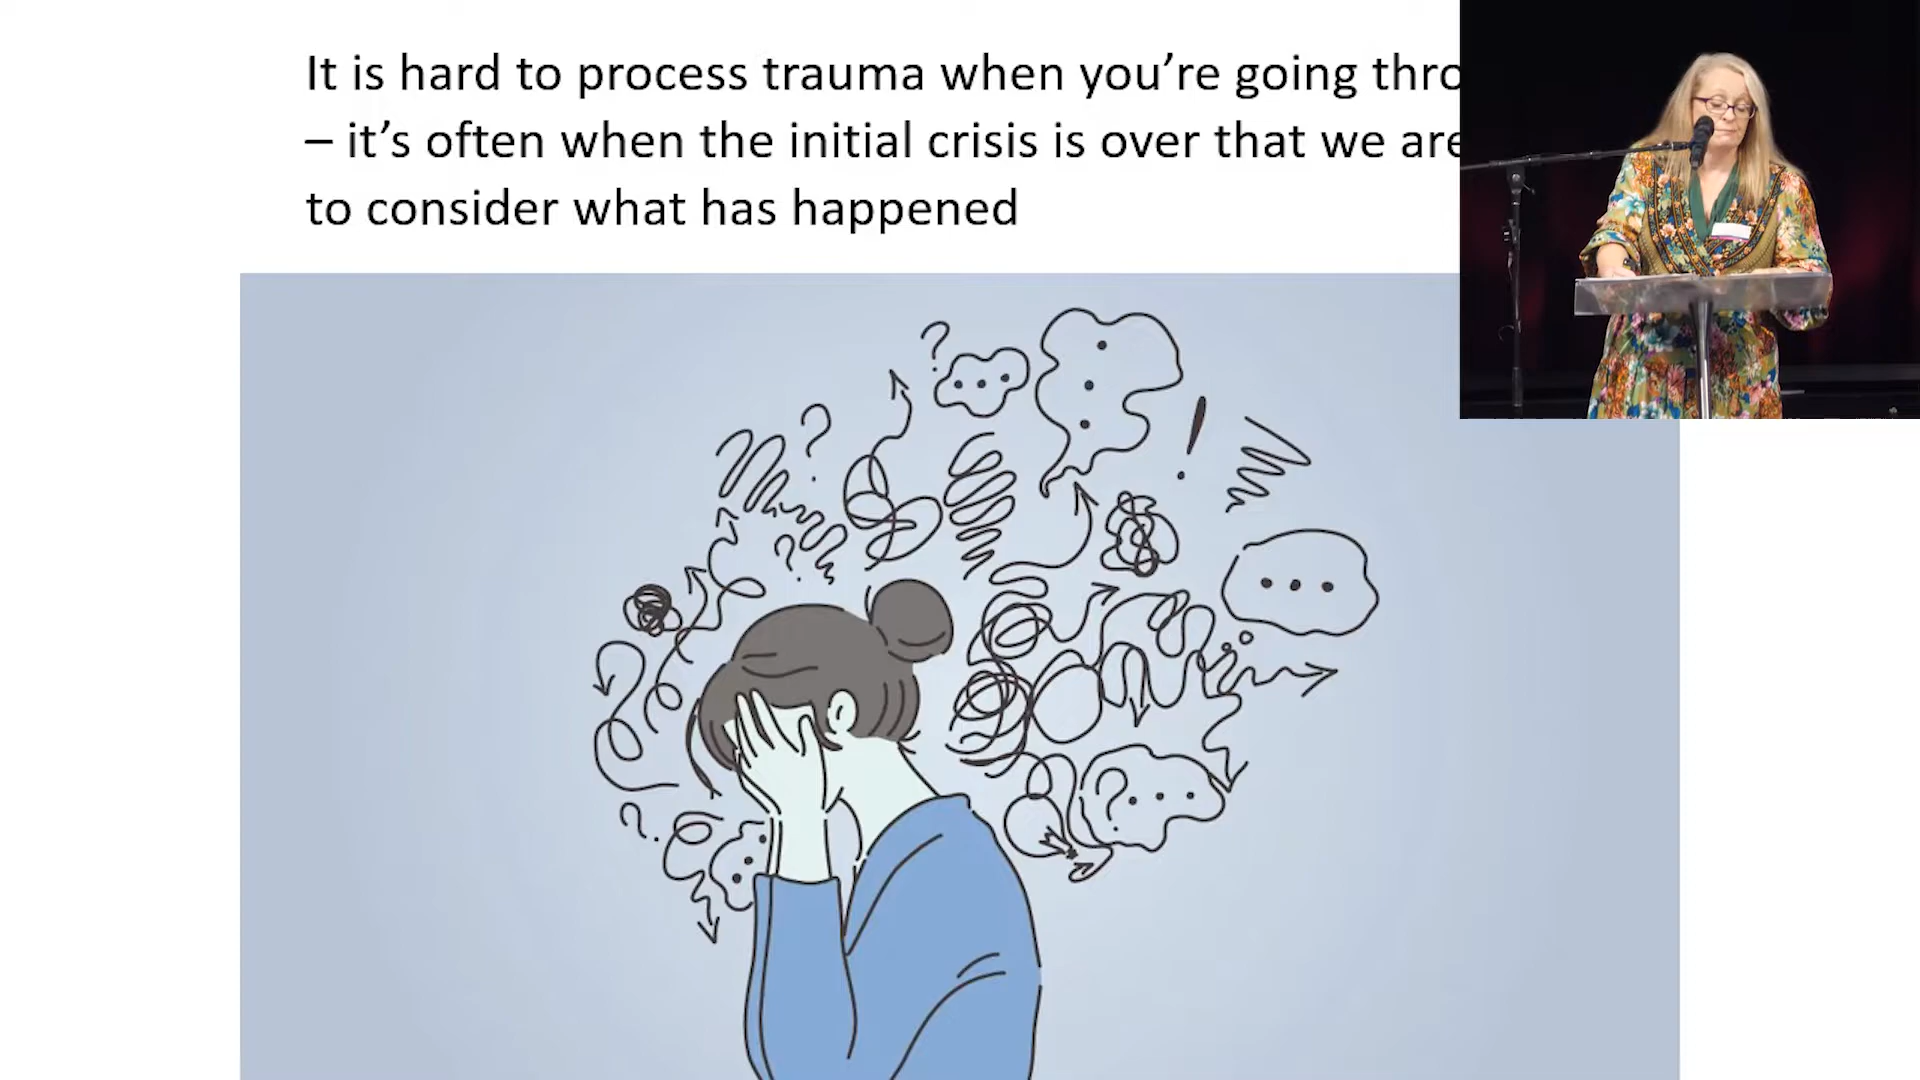 It is hard to process trauma when you’re going thro
– it’s often when the initial crisis is over that we are
to consider what has happened